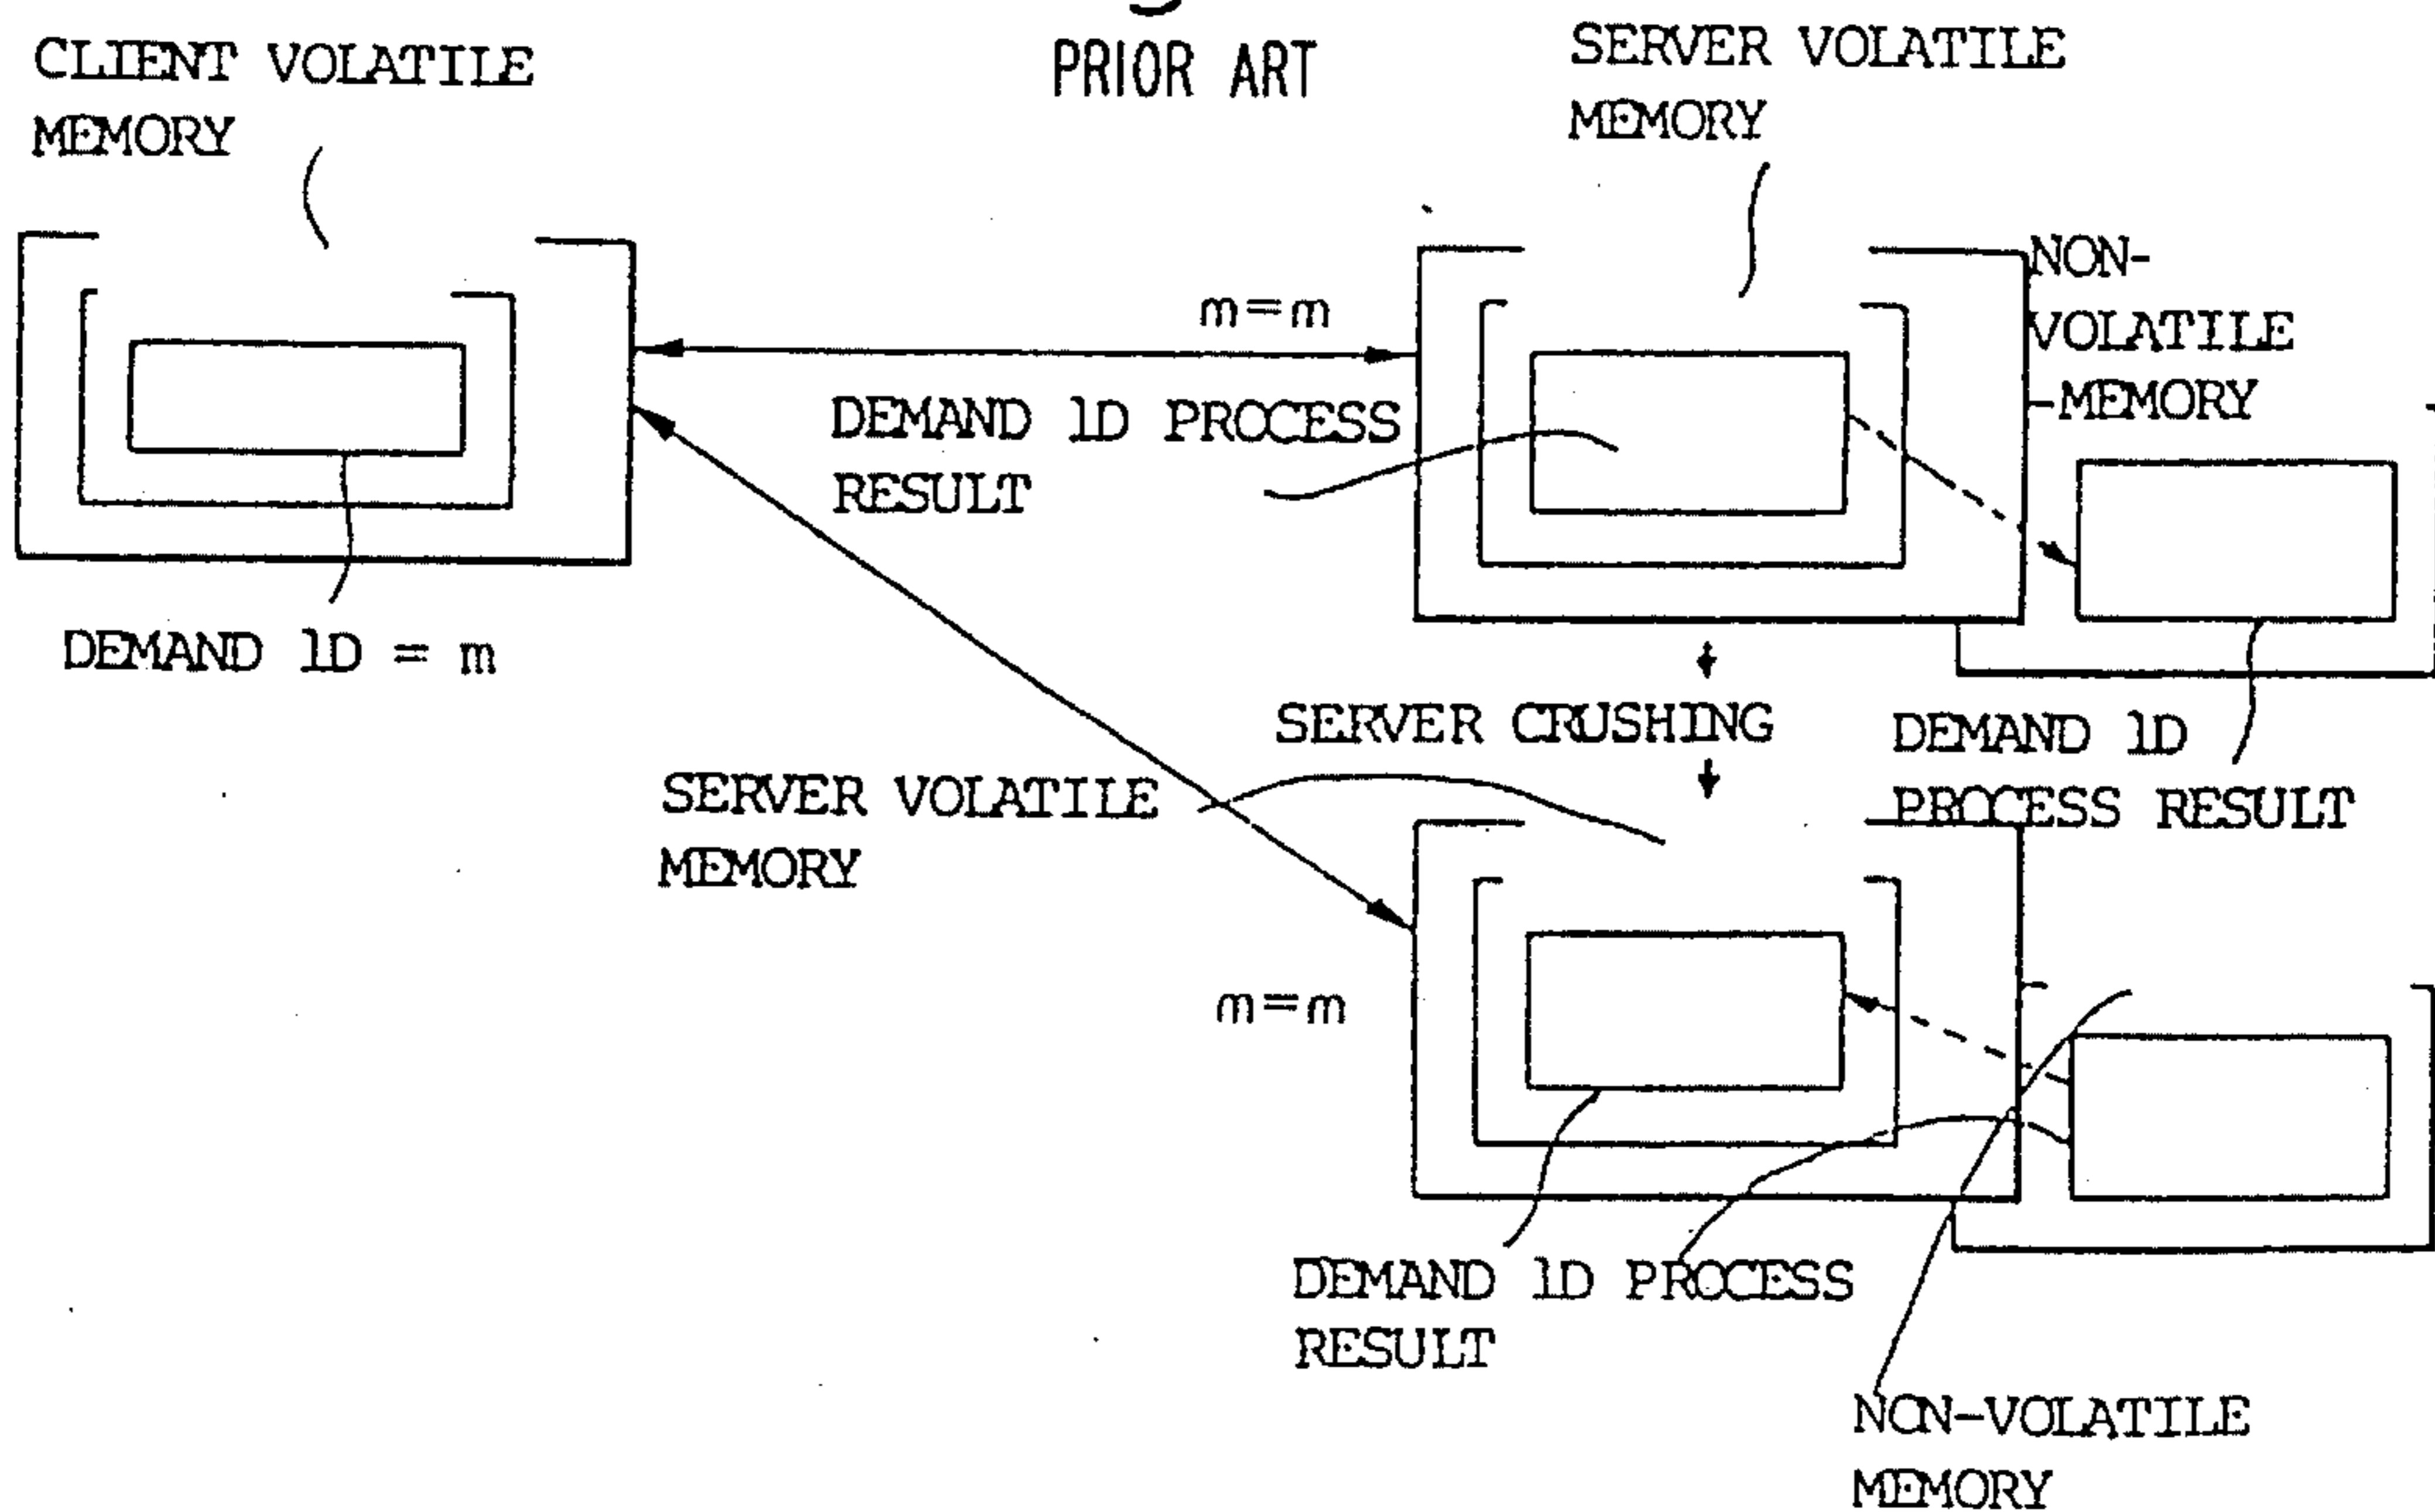 PRIOR ART
CLIENT VOLATILE
MEMORY
SERVER VOLATILE
MEMORY
NON-
VOLATILE
MEMORY
m=m
DEMAND 1D PROCESS
RESULT
DEMAND 1D = m
SERVER CRUSHING
DEMAND 1D
PROCESS RESULT
SERVER VOLATILE
MEMORY
m=m
DEMAND 1D PROCESS
RESULT
NON-VOLATILE
MEMORY